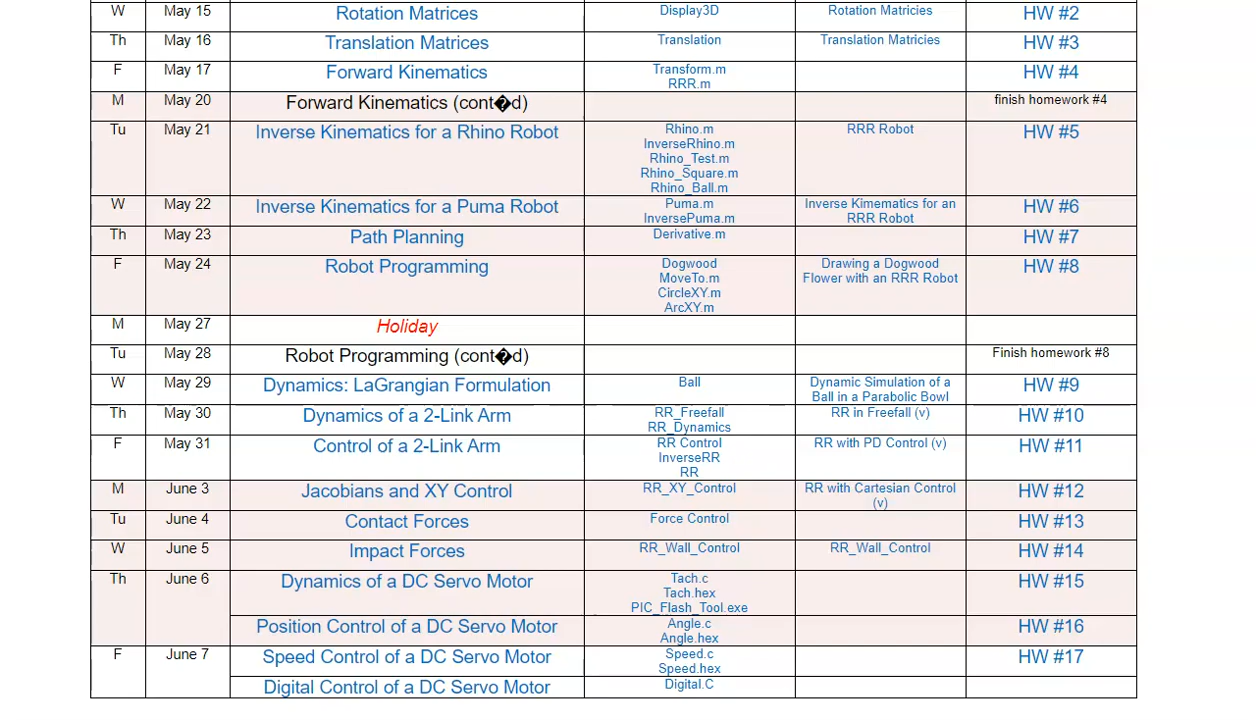 W May 15 Rotation Matrices Display3D Rotation Matricies HW #2
Th May 16 Translation Matrices Translation Translation Matricies HW #3
F May 17 Forward Kinematics Transform.m HW #4
RRR.m
M May 20 Forward Kinematics (cont�d) finish homework #4
Tu May 21 Inverse Kinematics for a Rhino Robot Rhino.m RRR Robot HW #5
InverseRhino.m
Rhino_Test.m
Rhino_Square.m
Rhino_Ball.m
W May 22 Inverse Kinematics for a Puma Robot Puma.m Inverse Kimematics for an HW #6
InversePuma.m RRR Robot
Th May 23 Path Planning Derivative.m HW #7
F May 24 Robot Programming Dogwood Drawing a Dogwood HW #8
MoveTo.m Flower with an RRR Robot
CircleXY.m
ArcXY.m
M May 27 Holiday
Tu May 28 Robot Programming (cont�d) Finish homework #8
W May 29 Dynamics: LaGrangian Formulation Ball Dynamic Simulation of a HW #9
Ball in a Parabolic Bowl
Th May 30 Dynamics of a 2-Link Arm RR_Freefall RR in Freefall (v) HW #10
RR_Dynamics
F May 31 Control of a 2-Link Arm RR Control RR with PD Control (v) HW #11
InverseRR
RR
M June 3 Jacobians and XY Control RR_XY_Control RR with Cartesian Control HW #12
(v)
Tu June 4 Contact Forces Force Control HW #13
W June 5 Impact Forces RR_Wall_Control RR_Wall_Control HW #14
Th June 6 Dynamics of a DC Servo Motor Tach.c HW #15
Tach.hex
PIC_Flash_Tool.exe
Position Control of a DC Servo Motor Angle.c HW #16
Angle.hex
F June 7 Speed Control of a DC Servo Motor Speed.c HW #17
Speed.hex
Digital Control of a DC Servo Motor Digital.C